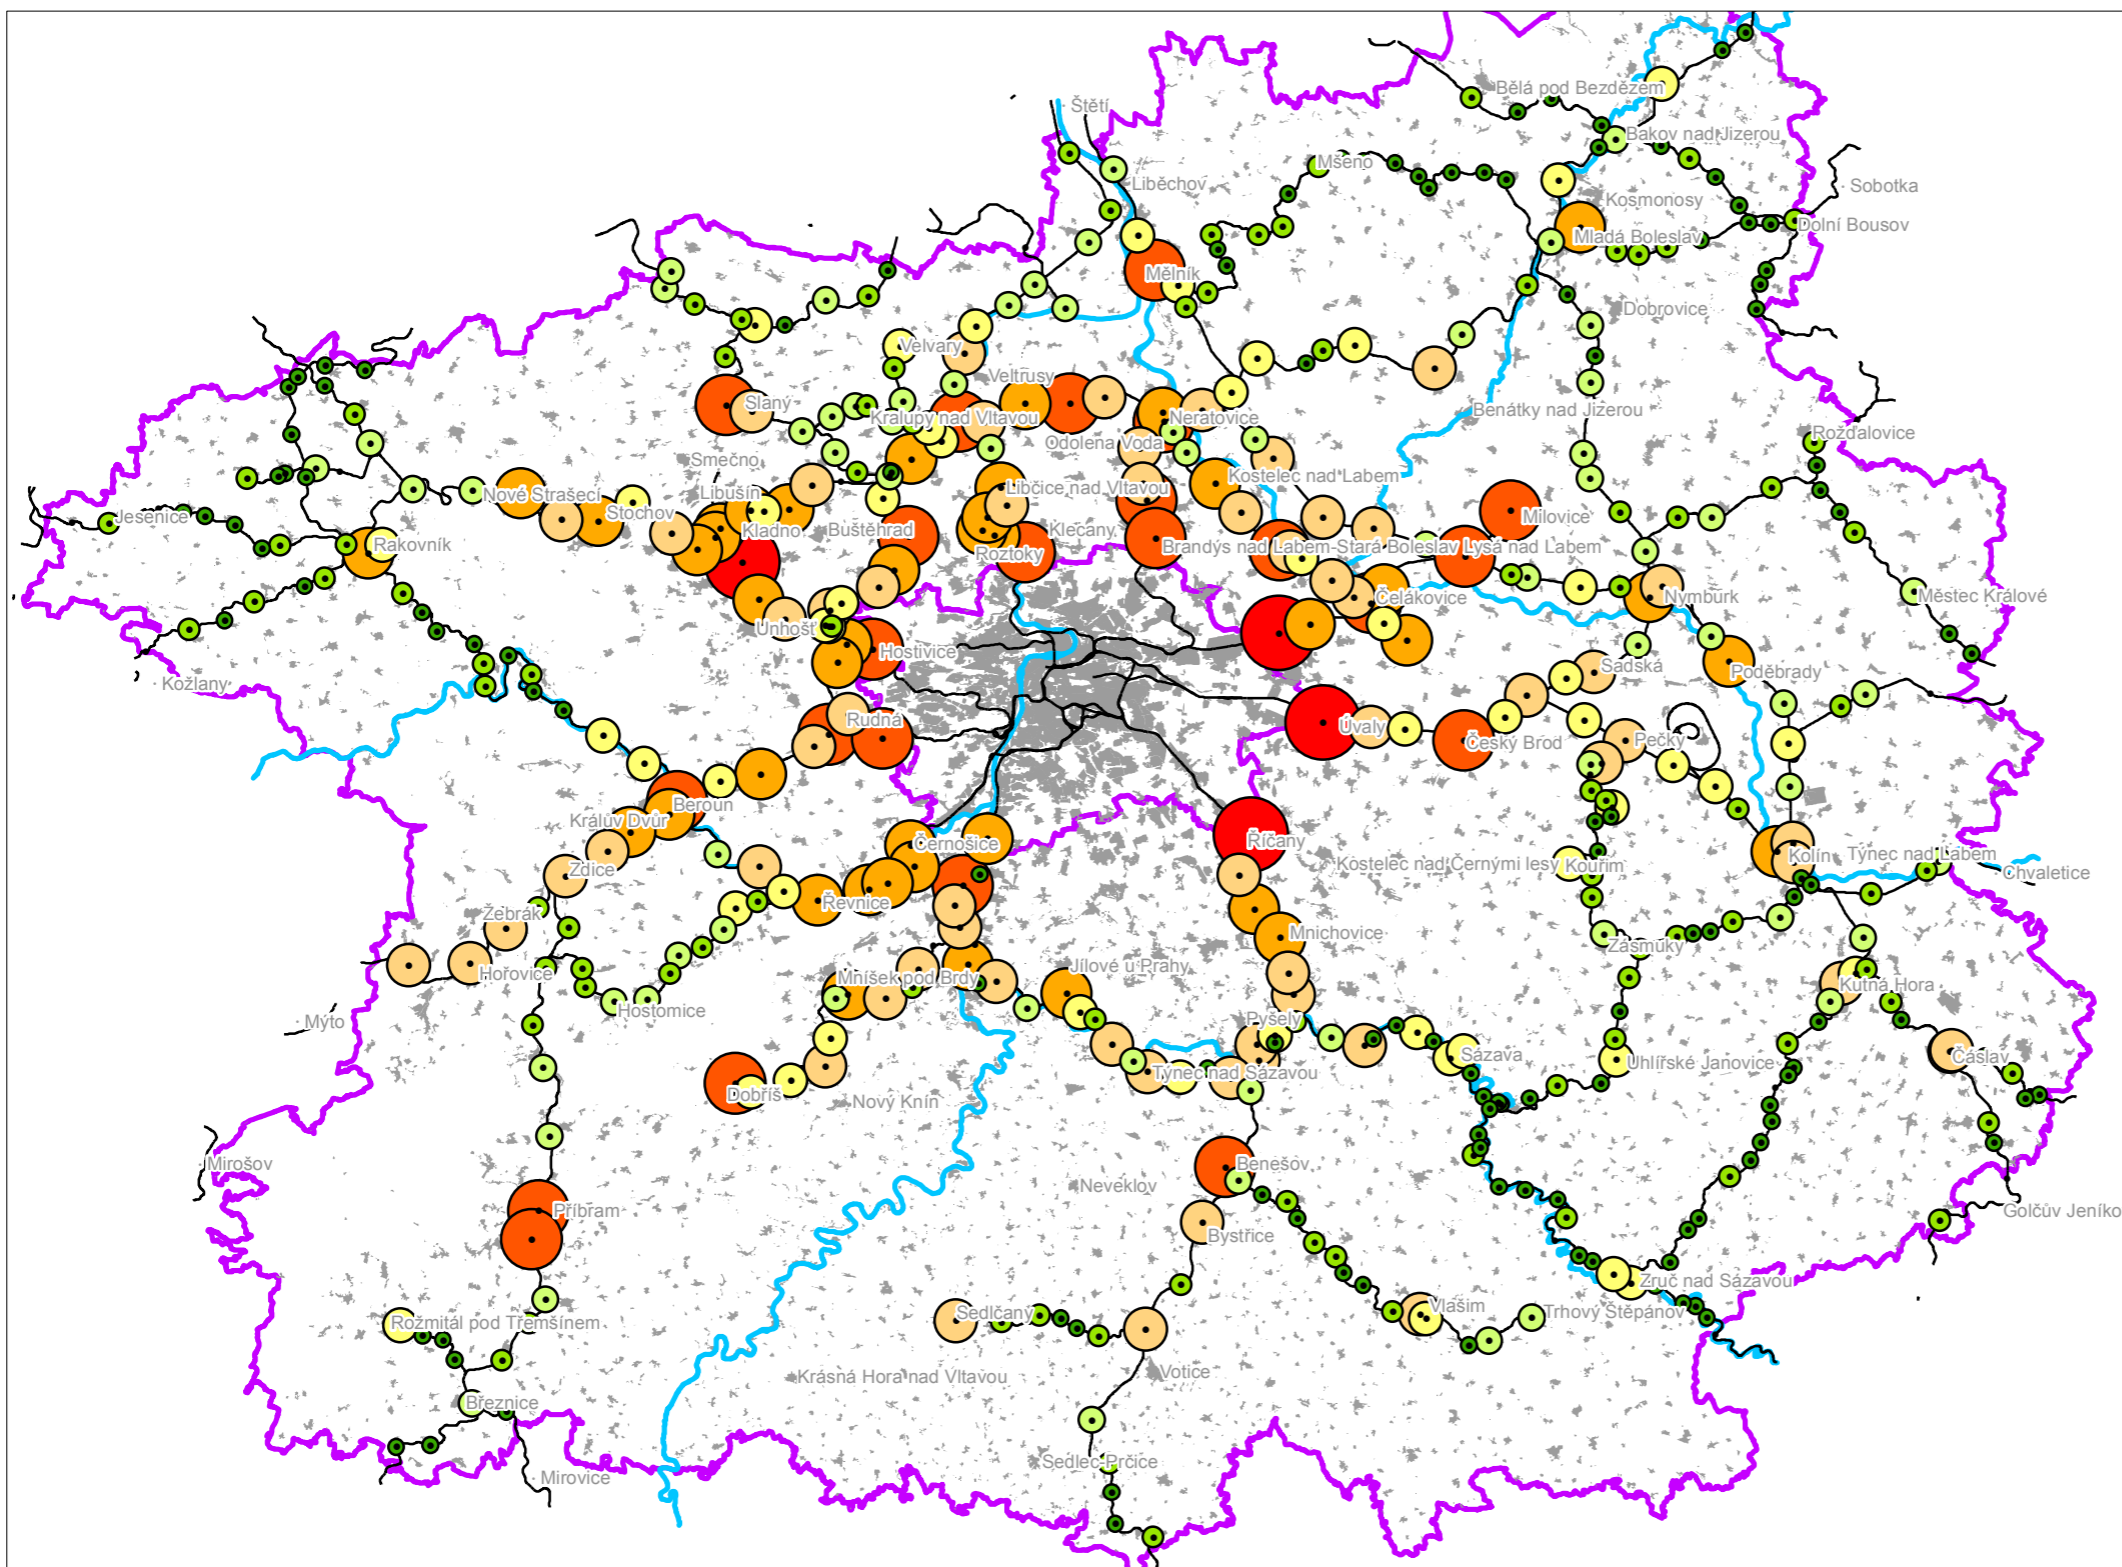 Bělá pod Bezdězem
Štětí
Bakov nad Jizerou
Mšeno
Liběchov
Sobotka
Kosmonosy
Dolní Bousov
Mladá Boleslav
Mělník
Dobrovice
Velvary
Veltrusy
Slaný
Benátky nad Jizerou
Kralupy nad Vltavou
Neratovice
Rožďalovice
Odolena Voda
Smečno
Kostelec nad Labem
Libčice nad Vltavou
Nové Strašecí
Libušín
Stochov
Jesenice
Milovice
Kladno
Buštěhrad
Klecany
Rakovník
Brandýs nad Labem-Stará Boleslav
Lysá nad Labem
Roztoky
Čelákovice
Nymburk
Městec Králové
Unhošť
Hostivice
Sadská
Poděbrady
Kožlany
Rudná
Úvaly
Český Brod
Pečky
Beroun
Králův Dvůr
Černošice
Říčany
Kolín
Týnec nad Labem
Kostelec nad Černými lesy
Kouřim
Zdice
Chvaletice
Řevnice
Žebrák
Mnichovice
Zásmuky
Hořovice
Mníšek pod Brdy
Jílové u Prahy
Kutná Hora
Hostomice
Mýto
Pyšely
Sázava
Uhlířské Janovice
Čáslav
Týnec nad Sázavou
Dobříš
Nový Knín
Mirošov
Benešov
Neveklov
Příbram
Golčův Jeníko
Bystřice
Zruč nad Sázavou
Rožmitál pod Třemšínem
Sedlčany
Vlašim
Trhový Štěpánov
Krásná Hora nad Vltavou
Votice
Březnice
Sedlec-Prčice
Mirovice